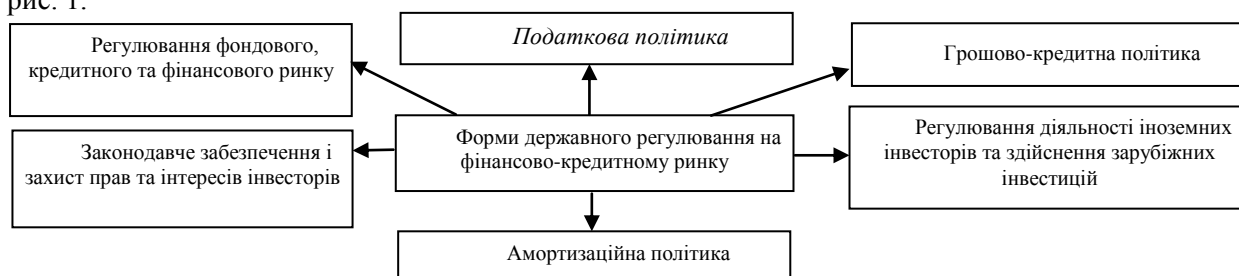 рис. 1.
Регулювання фондового,
кредитного та фінансового ринку
Податкова політика
Грошово-кредитна політика
Законодавче забезпечення і
захист прав та інтересів інвесторів
Форми державного регулювання на
фінансово-кредитному ринку
Регулювання діяльності іноземних
інвесторів та здійснення зарубіжних
інвестицій
Амортизаційна політика